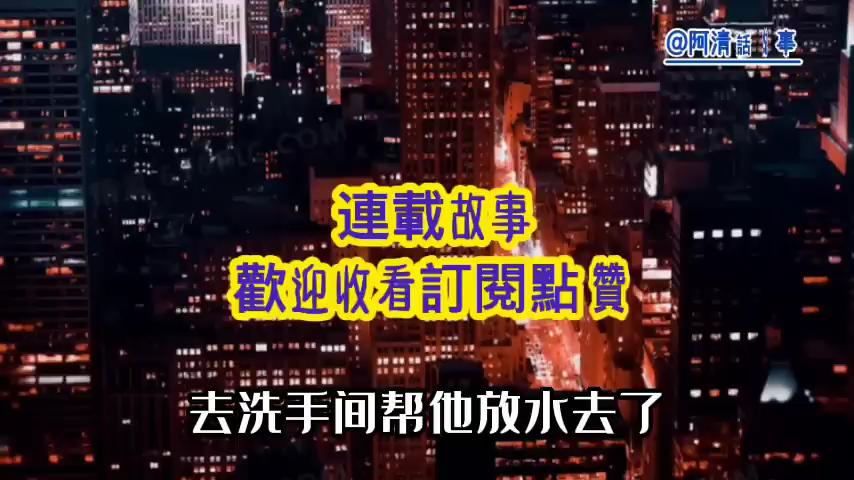 @阿清話事
連載故事
歡迎收看訂閱點贊
去洗手间帮他放水去了